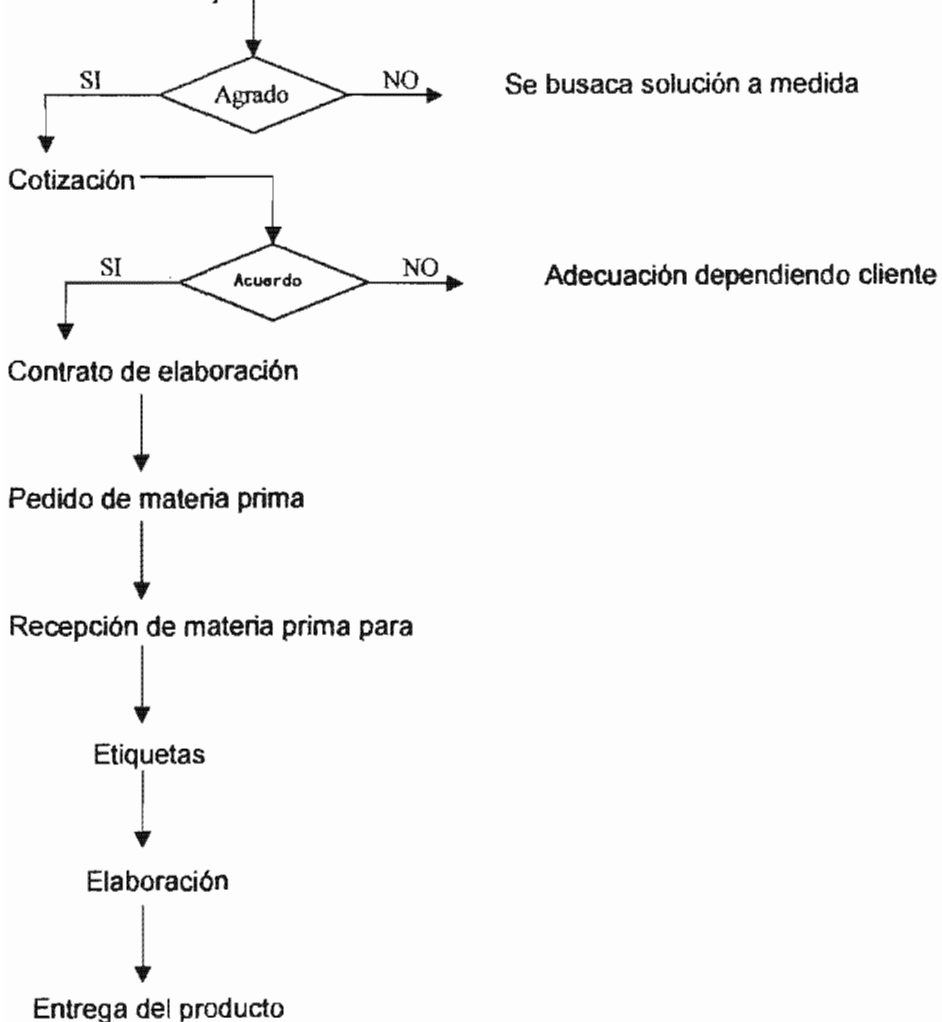 SI
Agrado
NO
Se busaca solución a medida
Cotización
SI
Acuerdo
NO
Adecuación dependiendo cliente
Contrato de elaboración
Pedido de materia prima
Recepción de materia prima para
Etiquetas
Elaboración
Entrega del producto